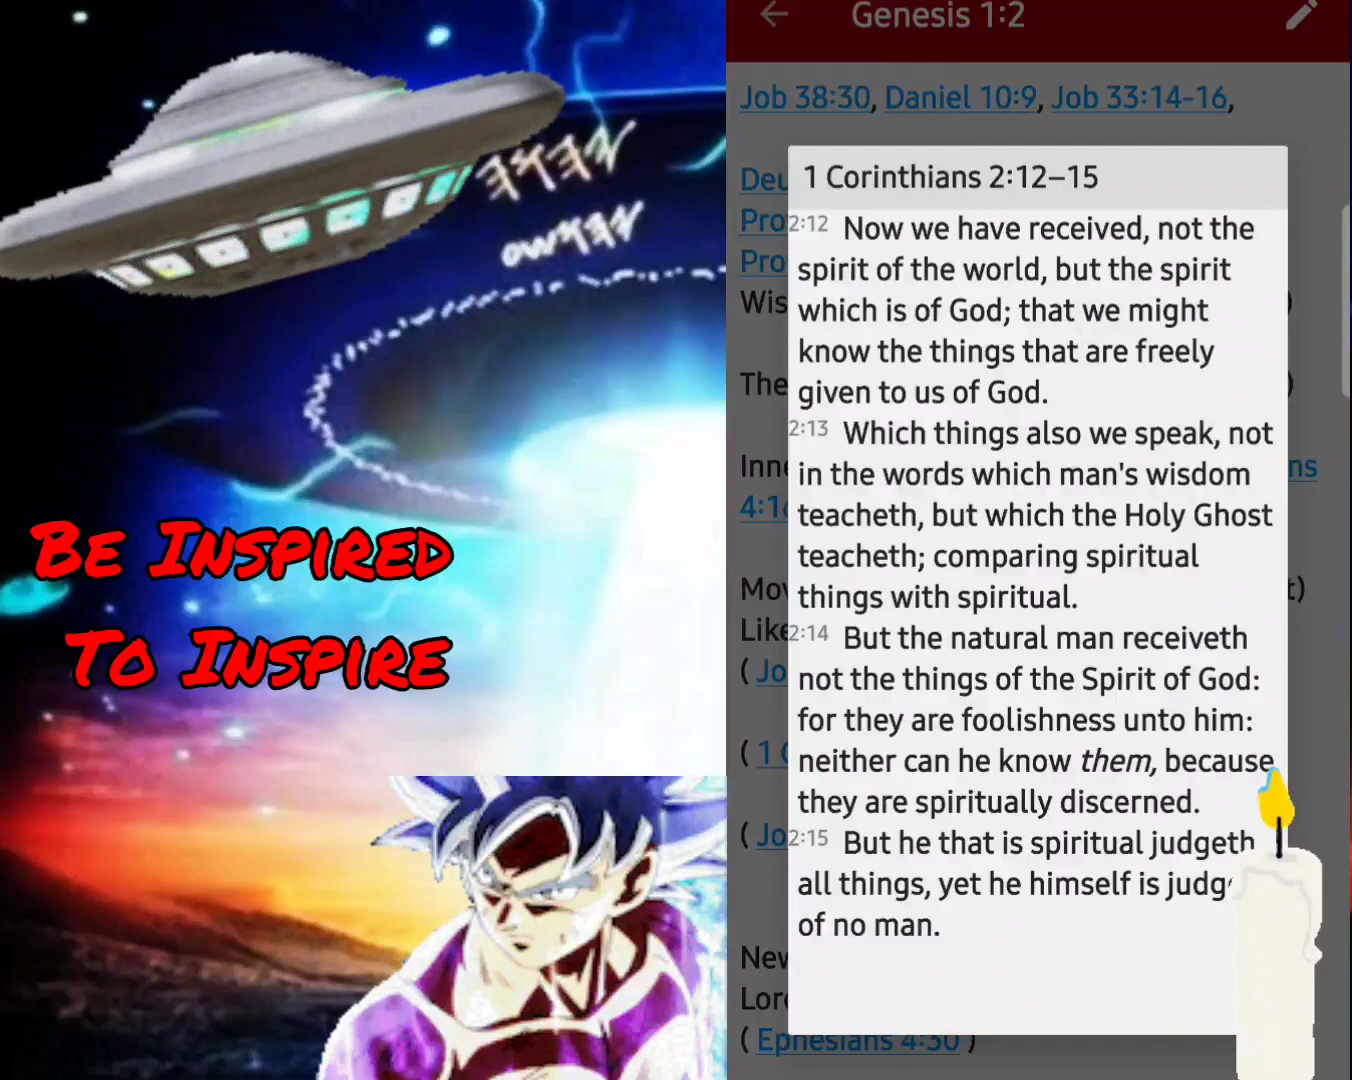 𐤉𐤄𐤅𐤄
𐤉𐤄𐤅𐤔𐤏
Be Inspired
To Inspire
Genesis 1:2
Job 38:30, Daniel 10:9, Job 33:14-16,
1 Corinthians 2:12–15
2:12 Now we have received, not the
spirit of the world, but the spirit
which is of God; that we might
know the things that are freely
given to us of God.
2:13 Which things also we speak, not
in the words which man's wisdom
teacheth, but which the Holy Ghost
teacheth; comparing spiritual
things with spiritual.
2:14 But the natural man receiveth
not the things of the Spirit of God:
for they are foolishness unto him:
neither can he know them, because
they are spiritually discerned.
2:15 But he that is spiritual judgeth
all things, yet he himself is
of no man.
( Ephesians 4:30 )